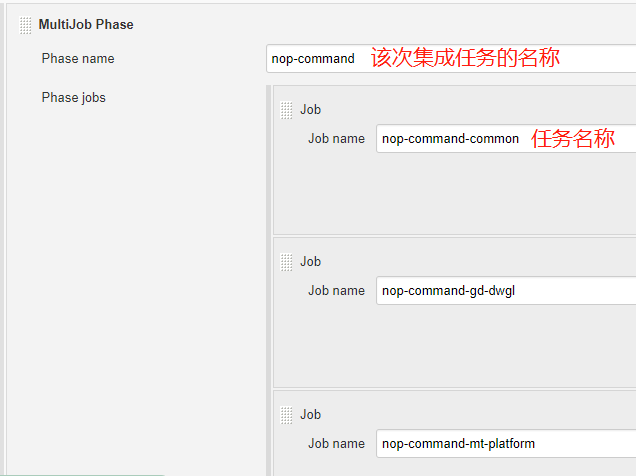 MultiJob Phase
Phase name nop-command 该次集成任务的名称
Phase jobs
Job
Job name nop-command-common 任务名称
Job
Job name nop-command-gd-dwgl
Job
Job name nop-command-mt-platform